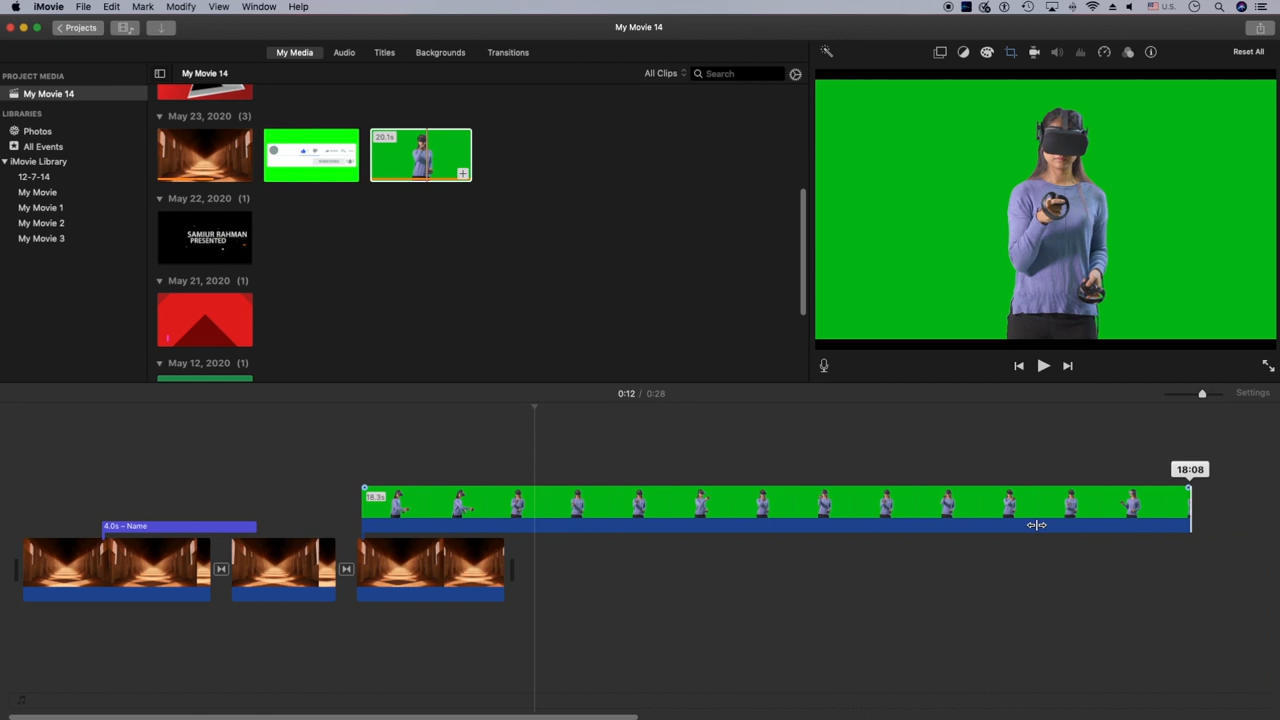 iMovie File Edit Mark Modify View Window Help U.S.
Projects My Movie 14
My Media Audio Titles Backgrounds Transitions Reset All
PROJECT MEDIA
My Movie 14
LIBRARIES
Photos
All Events
iMovie Library
12-7-14
My Movie
My Movie 1
My Movie 2
My Movie 3
My Movie 14 All Clips Search
May 23, 2020 (3)
20.1s
May 22, 2020 (1)
SAMIUR RAHMAN
PRESENTED
May 21, 2020 (1)
May 12, 2020 (1)
0:12 / 0:28 Settings
18:08
18.3s
4.0s – Name